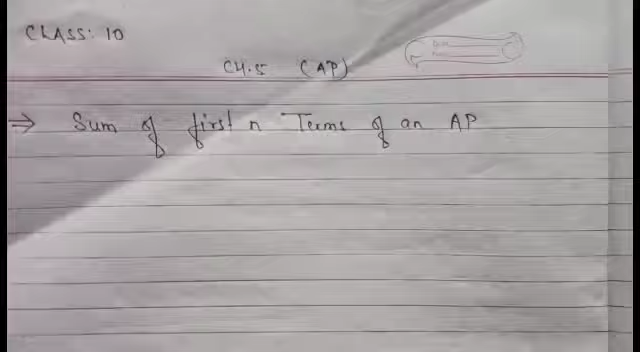 CLASS: 10
CH.5 (AP)
⇒ Sum of first n Terms of an AP